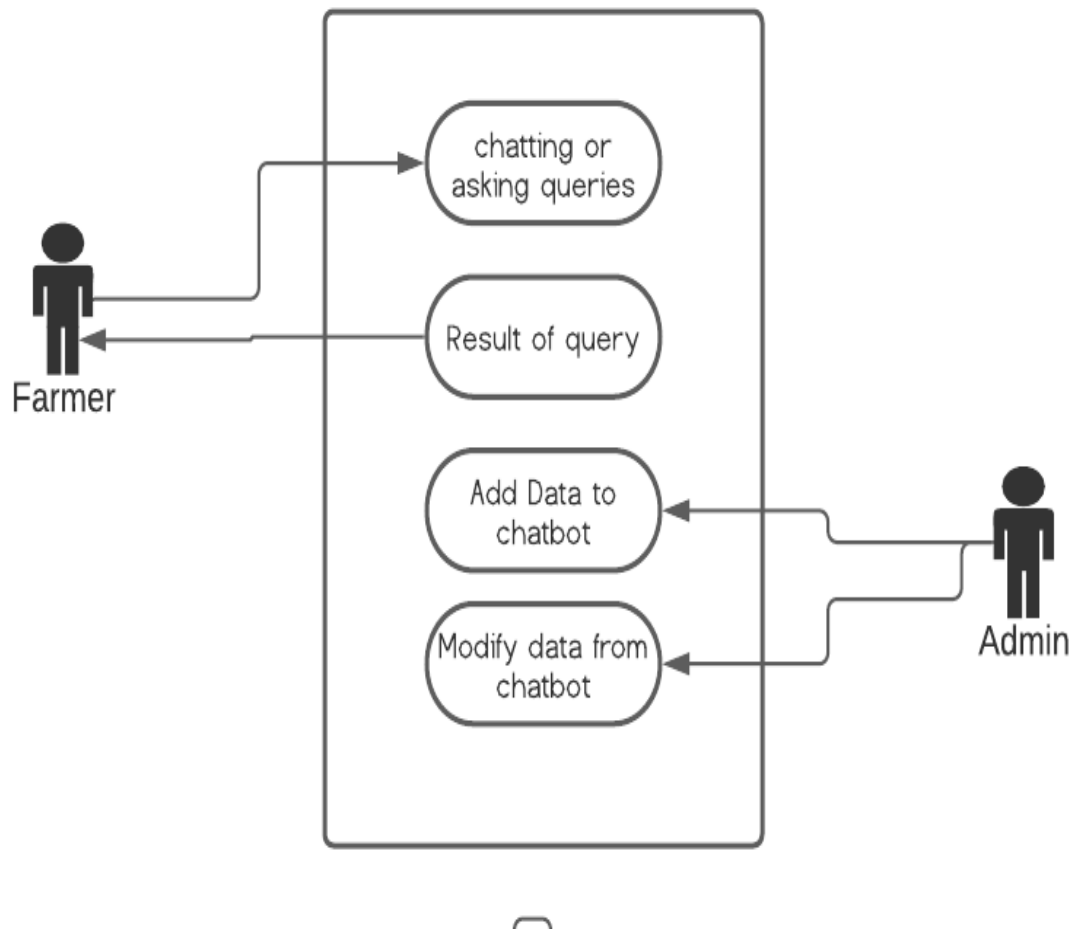 chatting or
asking queries
Result of query
Farmer
Add Data to
chatbot
Admin
Modify data from
chatbot